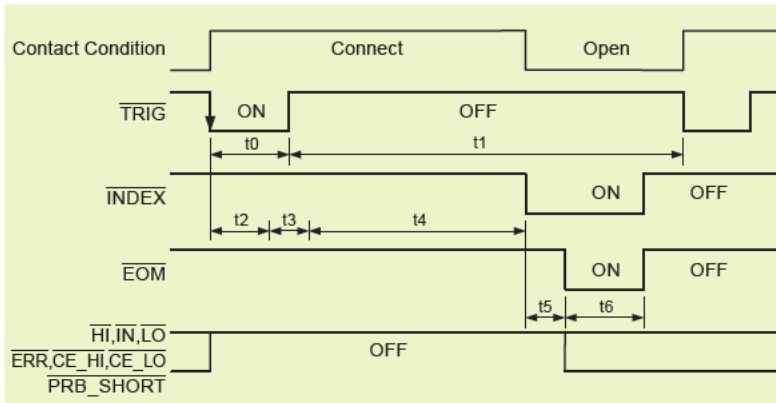 Contact Condition Connect Open
TRIG ON OFF
t0 t1
INDEX ON OFF
t2 t3 t4
EOM ON OFF
t5 t6
HI,IN,LO
ERR,CE_HI,CE_LO OFF
PRB_SHORT